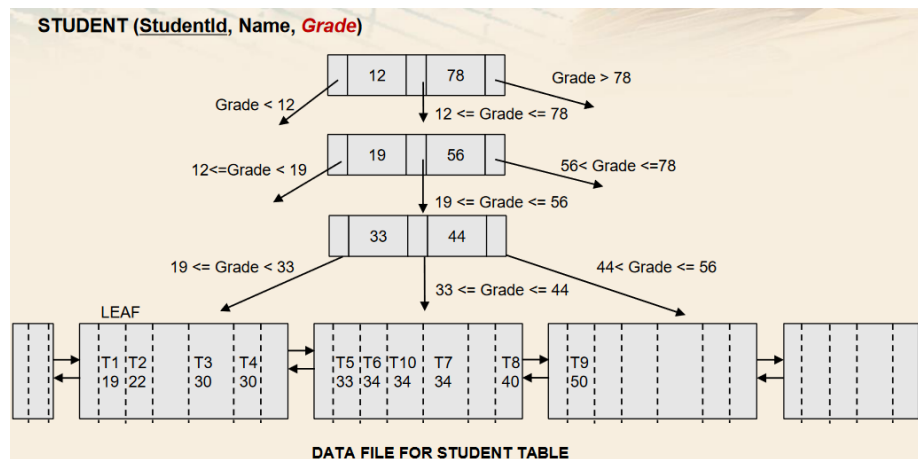 STUDENT (StudentId, Name, Grade)
12 78
Grade < 12
Grade > 78
12 <= Grade <= 78
19 56
12<=Grade < 19
56< Grade <=78
19 <= Grade <= 56
33 44
19 <= Grade < 33
33 <= Grade <= 44
44< Grade <= 56
LEAF
T1 T2 T3 T4 T5 T6 T10 T7 T8 T9
19 22 30 30 33 34 34 34 40 50
DATA FILE FOR STUDENT TABLE